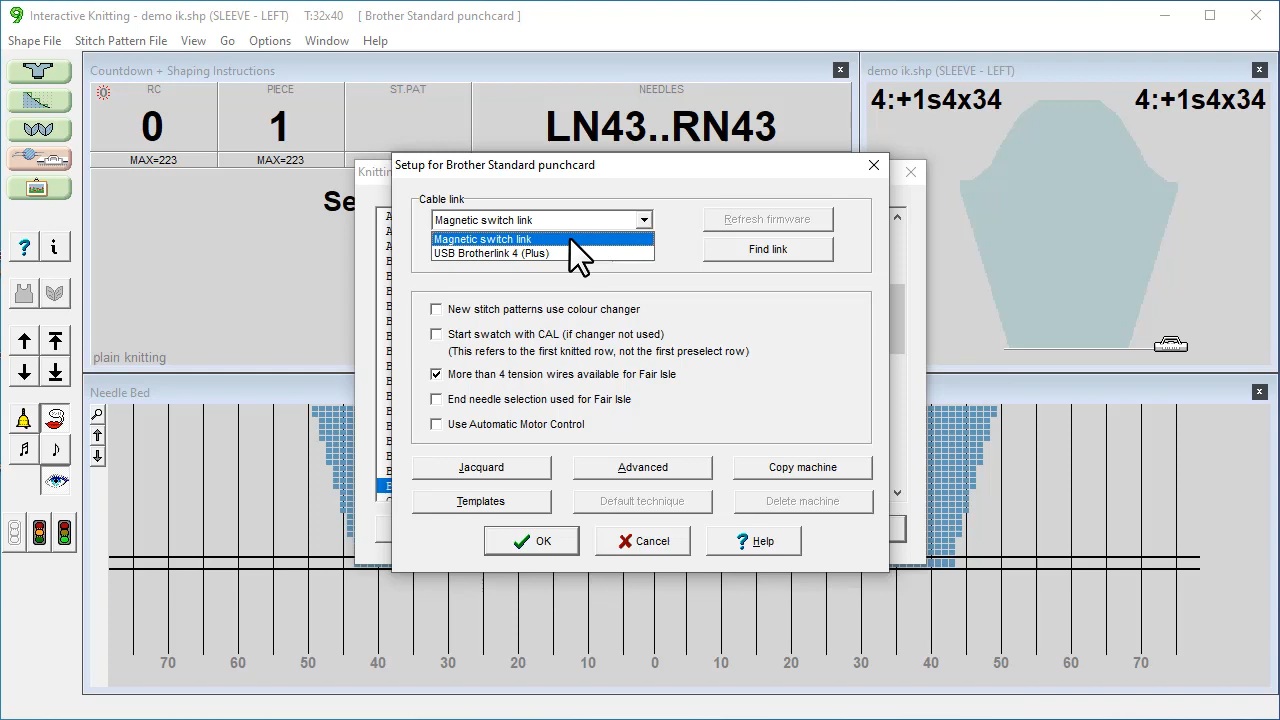 Interactive Knitting - demo ik.shp (SLEEVE - LEFT) T:32x40 [ Brother Standard punchcard ]
Shape File Stitch Pattern File View Go Options Window Help
Countdown + Shaping Instructions
RC PIECE ST.PAT NEEDLES
0 1 LN43..RN43
MAX=223 MAX=223
Se
plain knitting
demo ik.shp (SLEEVE - LEFT)
4:+1s4x34 4:+1s4x34
Knittin
Setup for Brother Standard punchcard
Cable link
Magnetic switch link
Refresh firmware
Magnetic switch link
USB Brotherlink 4 (Plus)
Find link
New stitch patterns use colour changer
Start swatch with CAL (if changer not used)
(This refers to the first knitted row, not the first preselect row)
More than 4 tension wires available for Fair Isle
End needle selection used for Fair Isle
Use Automatic Motor Control
Jacquard Advanced Copy machine
Templates Default technique Delete machine
OK Cancel Help
Needle Bed
70 60 50 40 30 20 10 0 10 20 30 40 50 60 70